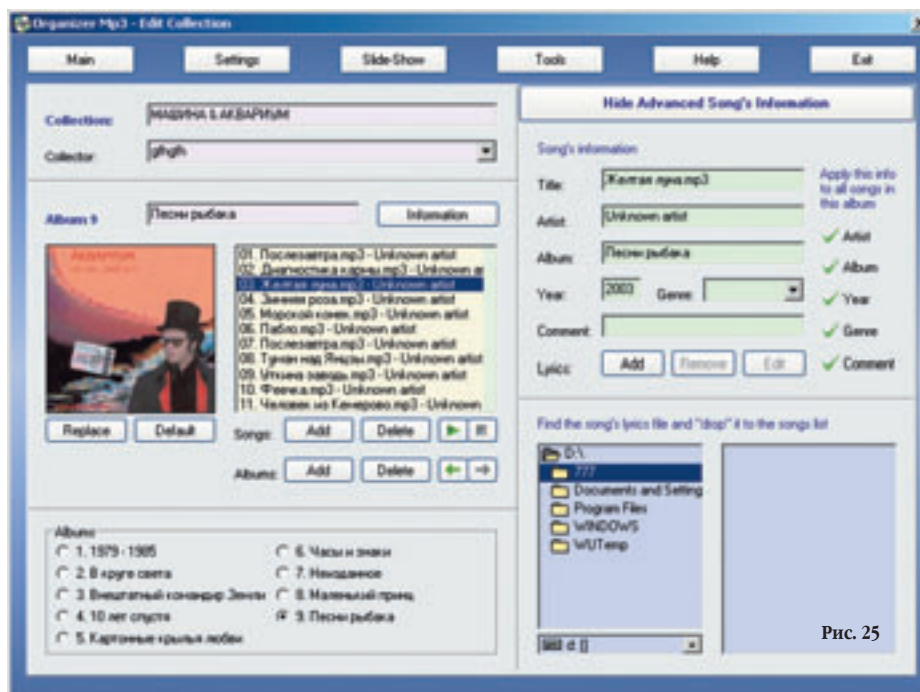 Organizer Mp3 - Edit Collection
Main Settings Slide-Show Tools Help Exit
Collection: МАШИНА & АКВАРИУМ
Collector: gfhgfh
Album 9 Песни рыбака Information
АКВАРИУМ
01. Послезавтра.mp3 - Unknown artist
02. Диагностика кармы.mp3 - Unknown ar
03. Желтая луна.mp3 - Unknown artist
04. Зимняя роза.mp3 - Unknown artist
05. Морской конек.mp3 - Unknown artist
06. Пабло.mp3 - Unknown artist
07. Послезавтра.mp3 - Unknown artist
08. Туман над Янцзы.mp3 - Unknown artist
09. Уткина заводь.mp3 - Unknown artist
10. Феечка.mp3 - Unknown artist
11. Человек из Кемерово.mp3 - Unknown
Replace Default Songs: Add Delete
Albums: Add Delete
Albums
1. 1979 - 1985
2. В круге света
3. Внештатный командир Земли
4. 10 лет спустя
5. Картонные крылья любви
6. Часы и знаки
7. Неизданное
8. Маленький принц
9. Песни рыбака
Hide Advanced Song's Information
Song's information
Title: Желтая луна.mp3
Artist: Unknown artist
Album: Песни рыбака
Year: 2003 Genre:
Comment:
Lyrics: Add Remove Edit
Apply this info
to all songs in
this album
Artist
Album
Year
Genre
Comment
Find the song's lyrics file and "drop" it to the songs list
D:\
777
Documents and Setting
Program Files
WINDOWS
WUTemp
d: []
Рис. 25